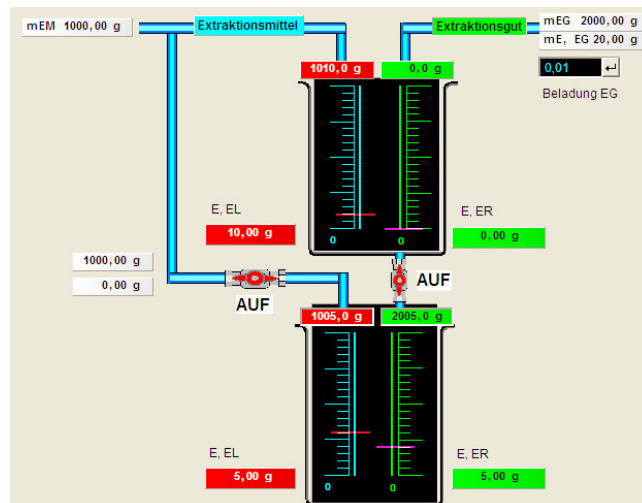 mEM 1000,00 g
Extraktionsmittel
Extraktionsgut
mEG 2000,00 g
mE, EG 20,00 g
0,01
Beladung EG
1010,0 g
0,0 g
E, EL
10,00 g
E, ER
0,00 g
0
0
1000,00 g
0,00 g
AUF
AUF
1005,0 g
2005,0 g
E, EL
5,00 g
E, ER
5,00 g
0
0